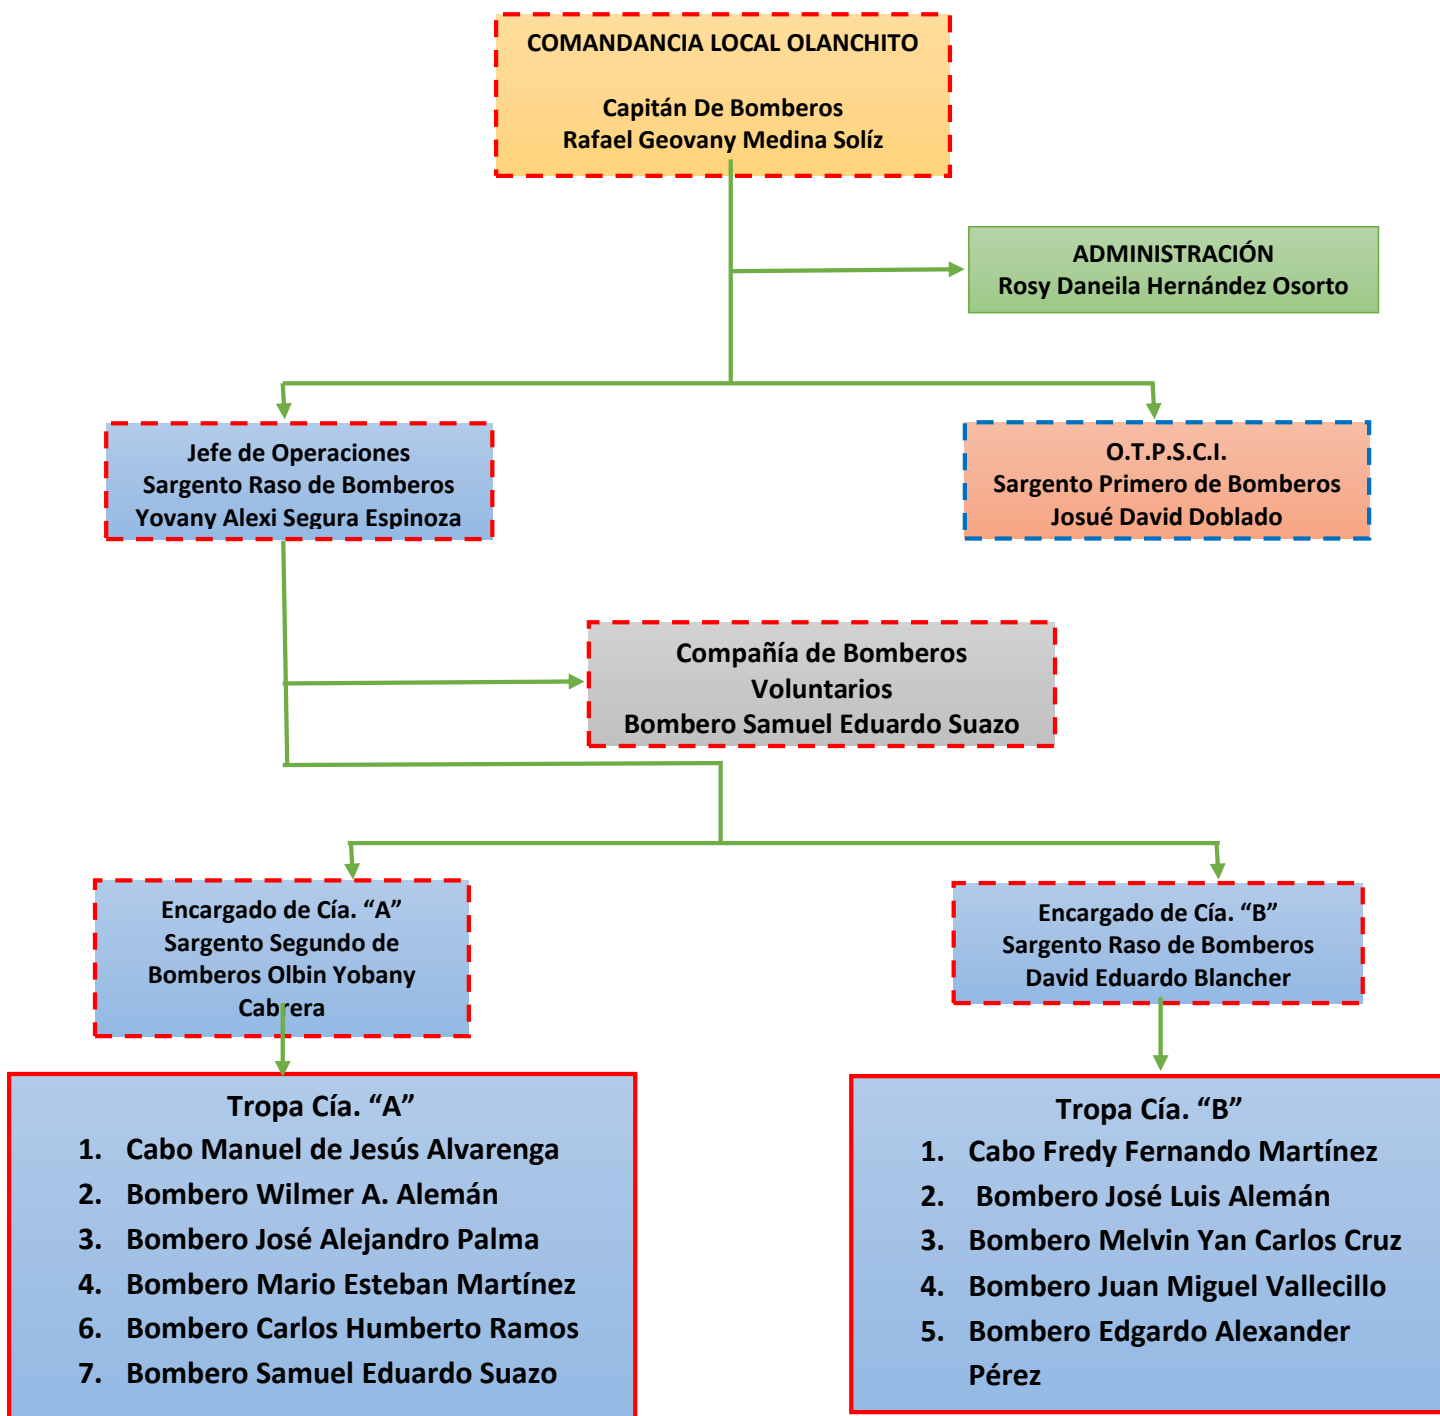 COMANDANCIA LOCAL OLANCHITO
Capitán De Bomberos
Rafael Geovany Medina Solíz
ADMINISTRACIÓN
Rosy Daneila Hernández Osorto
Jefe de Operaciones
Sargento Raso de Bomberos
Yovany Alexi Segura Espinoza
O.T.P.S.C.I.
Sargento Primero de Bomberos
Josué David Doblado
Compañía de Bomberos
Voluntarios
Bombero Samuel Eduardo Suazo
Encargado de Cía. “A”
Sargento Segundo de
Bomberos Olbin Yobany
Cabrera
Encargado de Cía. “B”
Sargento Raso de Bomberos
David Eduardo Blancher
Tropa Cía. “A”
1. Cabo Manuel de Jesús Alvarenga
2. Bombero Wilmer A. Alemán
3. Bombero José Alejandro Palma
4. Bombero Mario Esteban Martínez
6. Bombero Carlos Humberto Ramos
7. Bombero Samuel Eduardo Suazo
Tropa Cía. “B”
1. Cabo Fredy Fernando Martínez
2. Bombero José Luis Alemán
3. Bombero Melvin Yan Carlos Cruz
4. Bombero Juan Miguel Vallecillo
5. Bombero Edgardo Alexander
Pérez